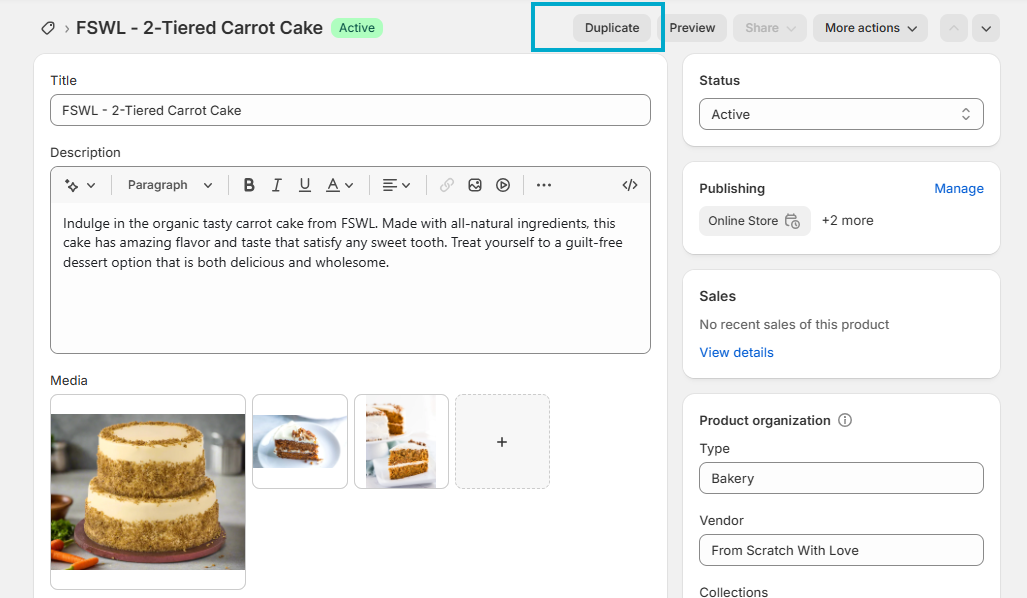 FSWL - 2-Tiered Carrot Cake Active Duplicate Preview Share More actions
Title
FSWL - 2-Tiered Carrot Cake
Description
Paragraph B I U A
Indulge in the organic tasty carrot cake from FSWL. Made with all-natural ingredients, this
cake has amazing flavor and taste that satisfy any sweet tooth. Treat yourself to a guilt-free
dessert option that is both delicious and wholesome.
Media
Status
Active
Publishing Manage
Online Store +2 more
Sales
No recent sales of this product
View details
Product organization
Type
Bakery
Vendor
From Scratch With Love
Collections